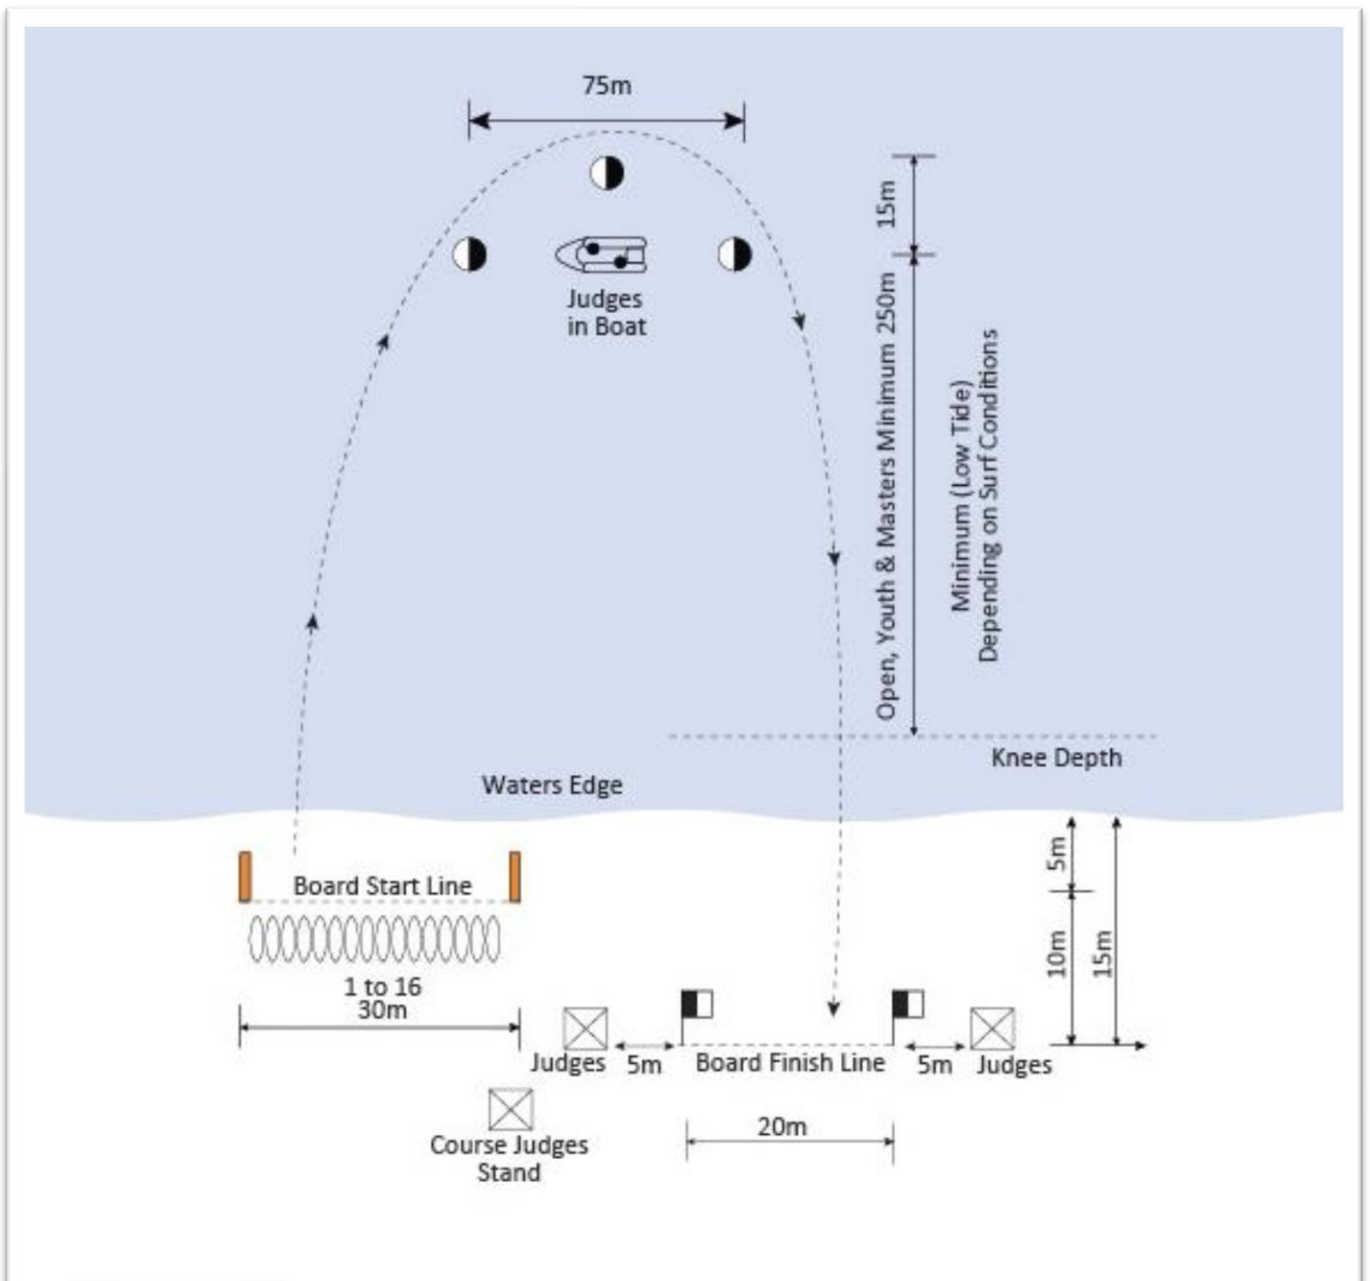 75m
15m
Judges
in Boat
Open, Youth & Masters Minimum 250m
Minimum (Low Tide)
Depending on Surf Conditions
Knee Depth
Waters Edge
5m
Board Start Line
10m
15m
1 to 16
30m
Judges
5m
Board Finish Line
5m
Judges
20m
Course Judges
Stand